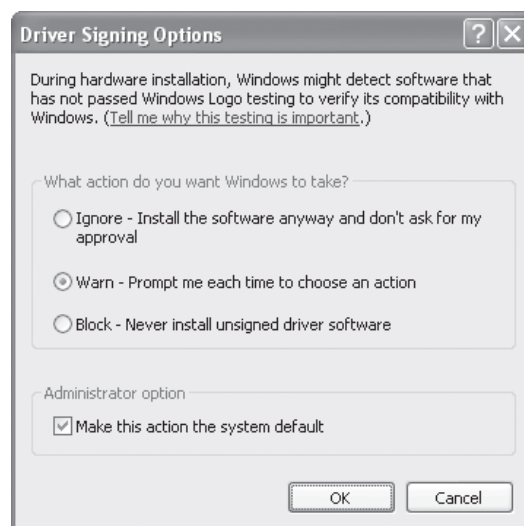 Driver Signing Options
During hardware installation, Windows might detect software that
has not passed Windows Logo testing to verify its compatibility with
Windows. (Tell me why this testing is important.)
What action do you want Windows to take?
Ignore - Install the software anyway and don't ask for my
approval
Warn - Prompt me each time to choose an action
Block - Never install unsigned driver software
Administrator option
Make this action the system default
OK
Cancel